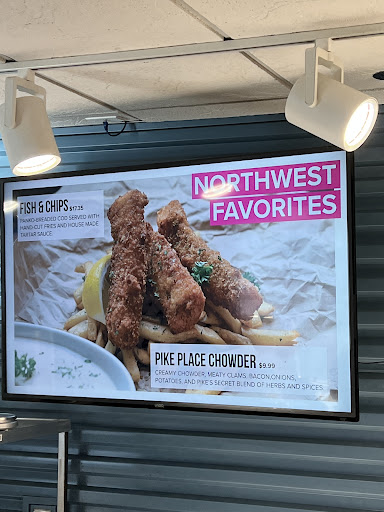 NORTHWEST
FAVORITES
FISH & CHIPS $17.25
PANKO-BREADED COD SERVED WITH
HAND-CUT FRIES AND HOUSE MADE
TARTAR SAUCE
PIKE PLACE CHOWDER $9.99
CREAMY CHOWDER, MEATY CLAMS, BACON,ONIONS,
POTATOES, AND PIKE'S SECRET BLEND OF HERBS AND SPICES